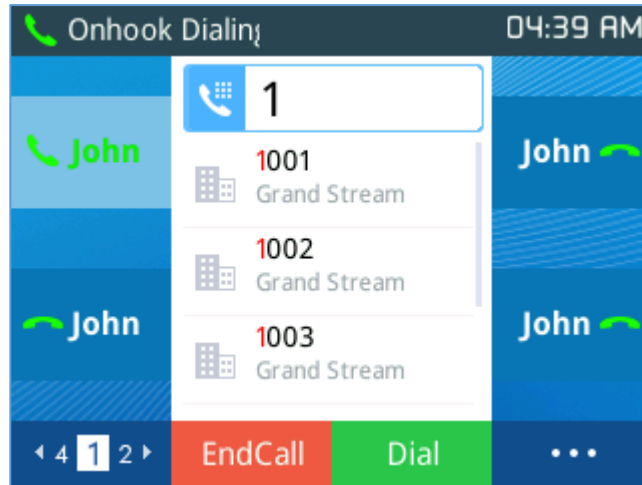 Onhook Dialing
04:39 AM
1
John
John
1001
Grand Stream
1002
Grand Stream
John
John
1003
Grand Stream
4 1 2
EndCall
Dial
...